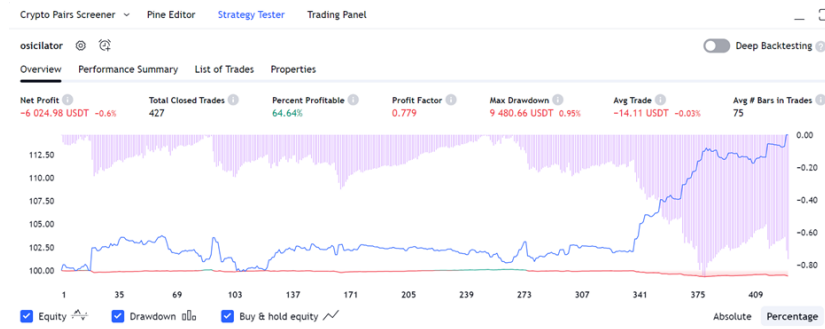 Crypto Pairs Screener Pine Editor Strategy Tester Trading Panel
osicilator Deep Backtesting
Overview Performance Summary List of Trades Properties
Net Profit Total Closed Trades Percent Profitable Profit Factor Max Drawdown Avg Trade Avg # Bars in Trades
−6 024.98 USDT −0.6% 427 64.64% 0.779 9 480.66 USDT 0.95% −14.11 USDT −0.03% 75
0.00
112.50
−0.20
110.00
107.50
−0.40
105.00
−0.60
102.50
−0.80
100.00
1 35 69 103 137 171 205 239 273 307 341 375 409
Equity Drawdown Buy & hold equity Absolute Percentage